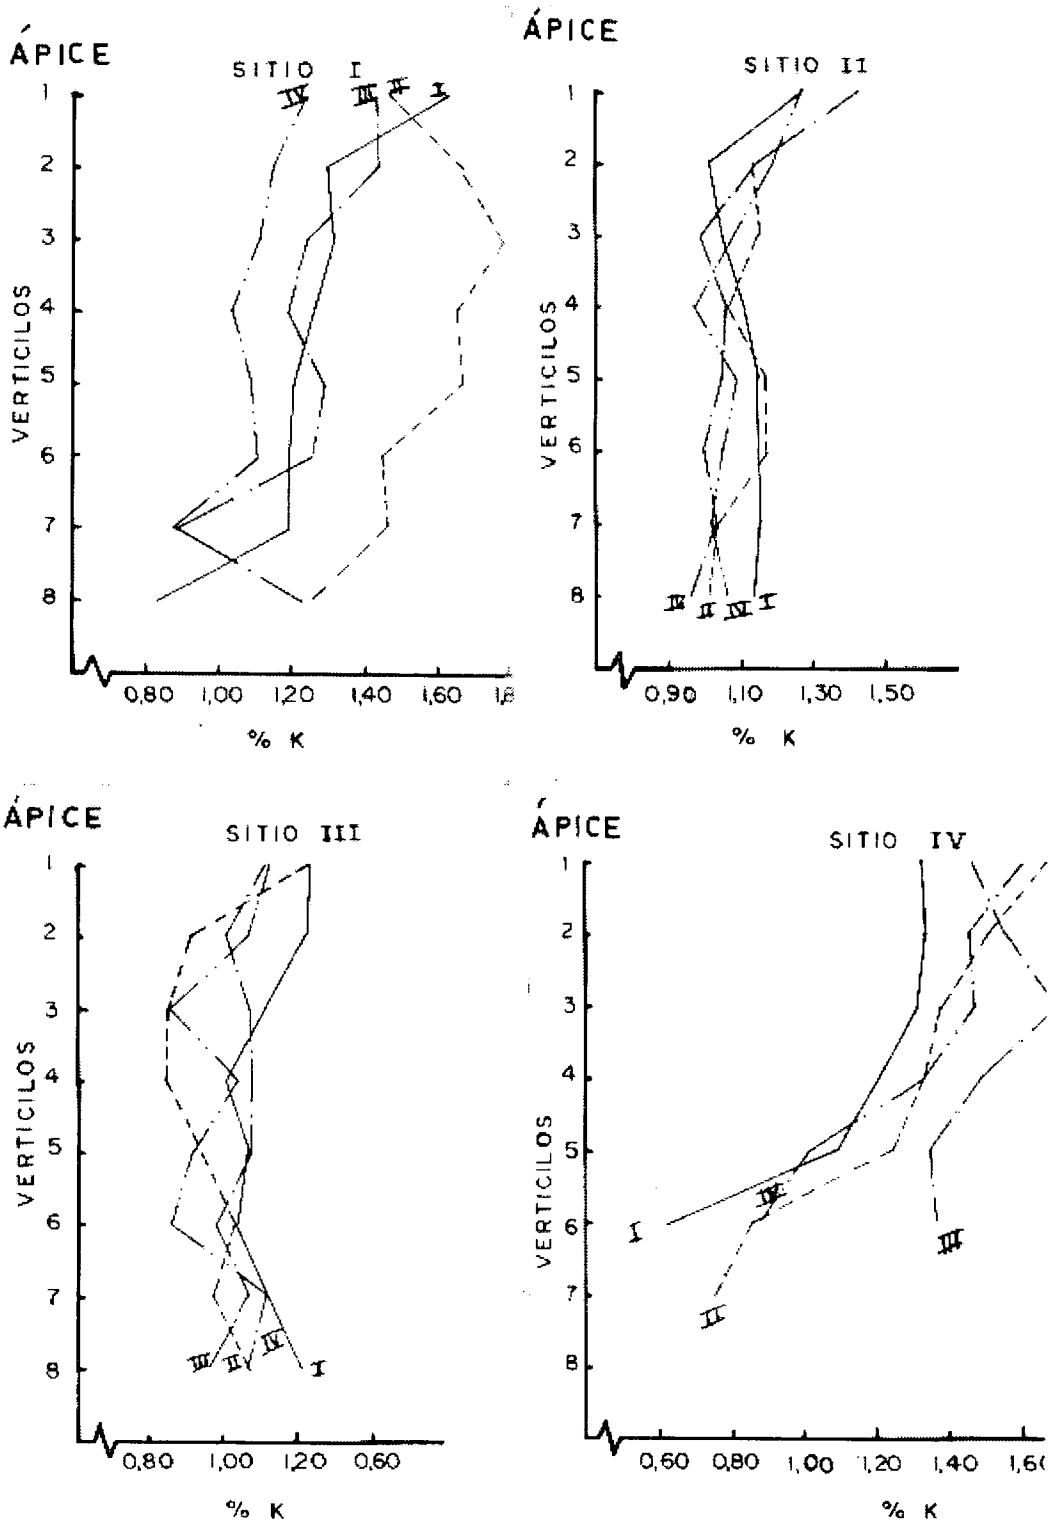 ÁPICE
SITIO I
IV III II I
1
2
3
4
5
6
7
8
VERTICILOS
0,80 1,00 1,20 1,40 1,60 1,8
% K
ÁPICE
SITIO II
1
2
3
4
5
6
7
8
VERTICILOS
II IV I
0,90 1,10 1,30 1,50
% K
ÁPICE
SITIO III
1
2
3
4
5
6
7
8
VERTICILOS
III II IV I
0,80 1,00 1,20 0,60
% K
ÁPICE
SITIO IV
1
2
3
4
5
6
7
8
VERTICILOS
I
IV
III
II
0,60 0,80 1,00 1,20 1,40 1,6
% K